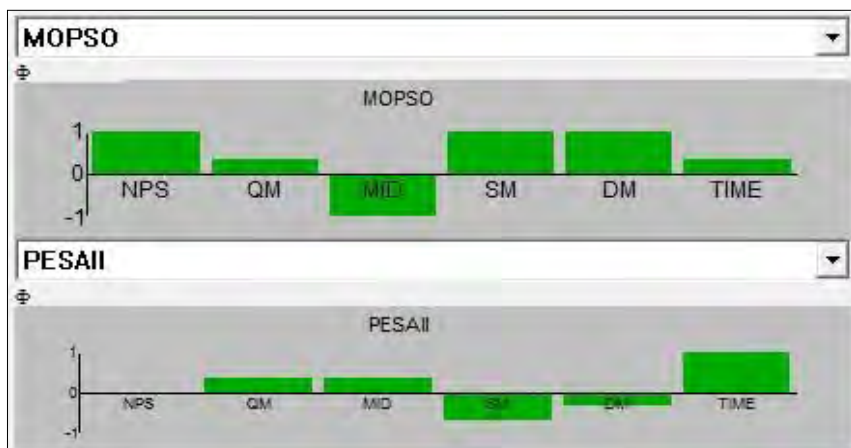 MOPSO
Φ
MOPSO
1
0
NPS QM MID SM DM TIME
-1
PESAII
Φ
PESAII
1
0
NPS QM MID SM DM TIME
-1